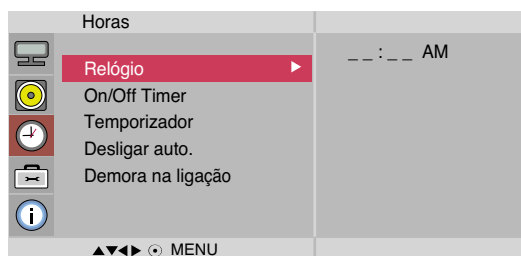 Horas
Relógio ▶ _ _ : _ _ AM
On/Off Timer
Temporizador
Desligar auto.
Demora na ligação
▲▼◀▶ ⊙ MENU